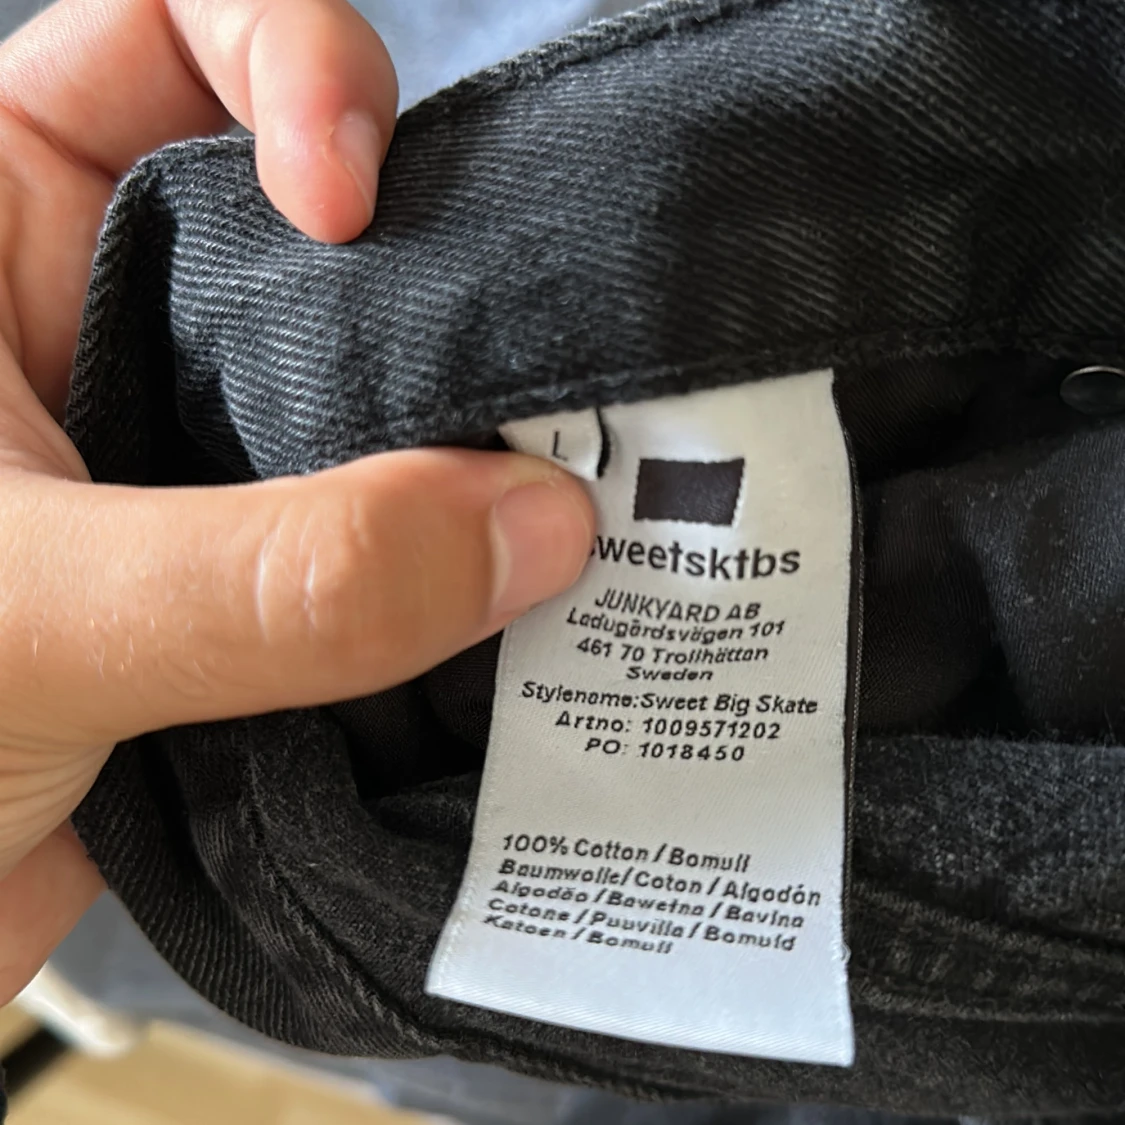 L
sweetsktbs
JUNKYARD AB
Ladugårdsvägen 101
461 70 Trollhättan
Sweden
Stylename:Sweet Big Skate
Artno: 1009571202
PO: 1018450
100% Cotton / Bomull
Baumwolle/ Coton / Algodón
Algodão / Bawełna / Bavlna
Cotone / Puuvilla / Bomuld
Katoen / Bomull